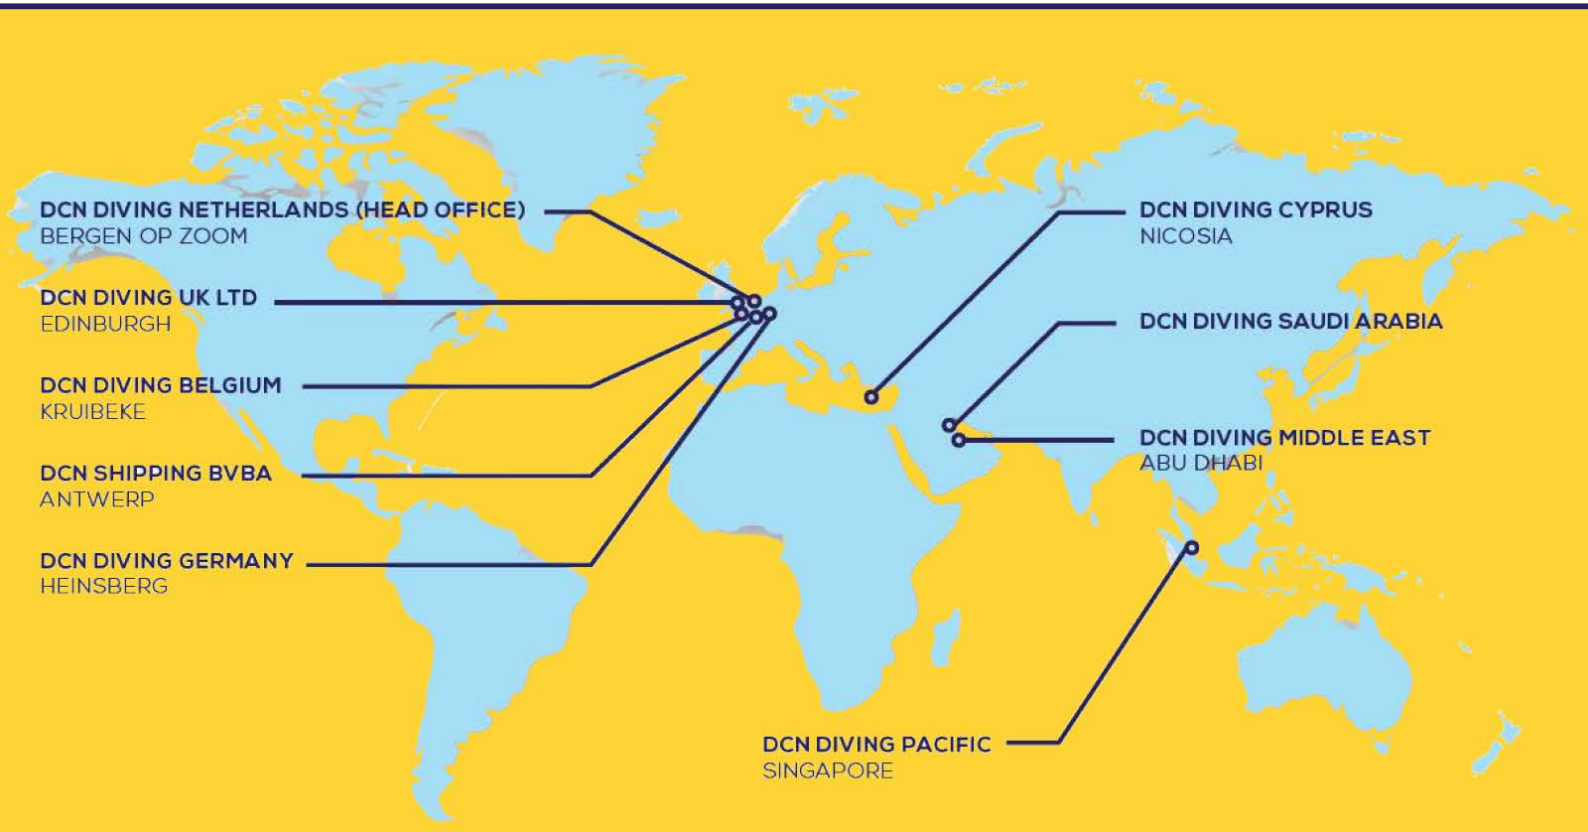 DCN DIVING NETHERLANDS (HEAD OFFICE)
BERGEN OP ZOOM
DCN DIVING UK LTD
EDINBURGH
DCN DIVING BELGIUM
KRUIBEKE
DCN SHIPPING BVBA
ANTWERP
DCN DIVING GERMANY
HEINSBERG
DCN DIVING CYPRUS
NICOSIA
DCN DIVING SAUDI ARABIA
DCN DIVING MIDDLE EAST
ABU DHABI
DCN DIVING PACIFIC
SINGAPORE